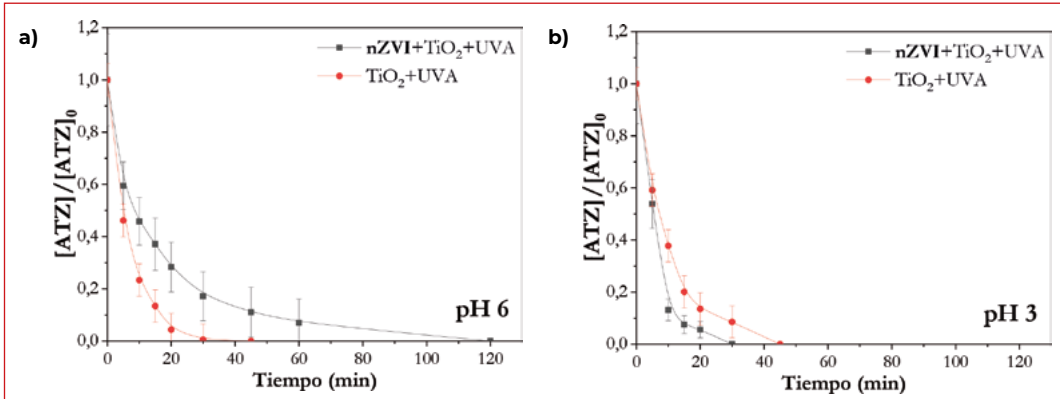 a)
1,2
1,0
0,8
0,6
0,4
0,2
0,0
[ATZ]/[ATZ]₀
nZVI+TiO₂+UVA
TiO₂+UVA
pH 6
0 20 40 60 80 100 120
Tiempo (min)
b)
1,2
1,0
0,8
0,6
0,4
0,2
0,0
[ATZ]/[ATZ]₀
nZVI+TiO₂+UVA
TiO₂+UVA
pH 3
0 20 40 60 80 100 120
Tiempo (min)